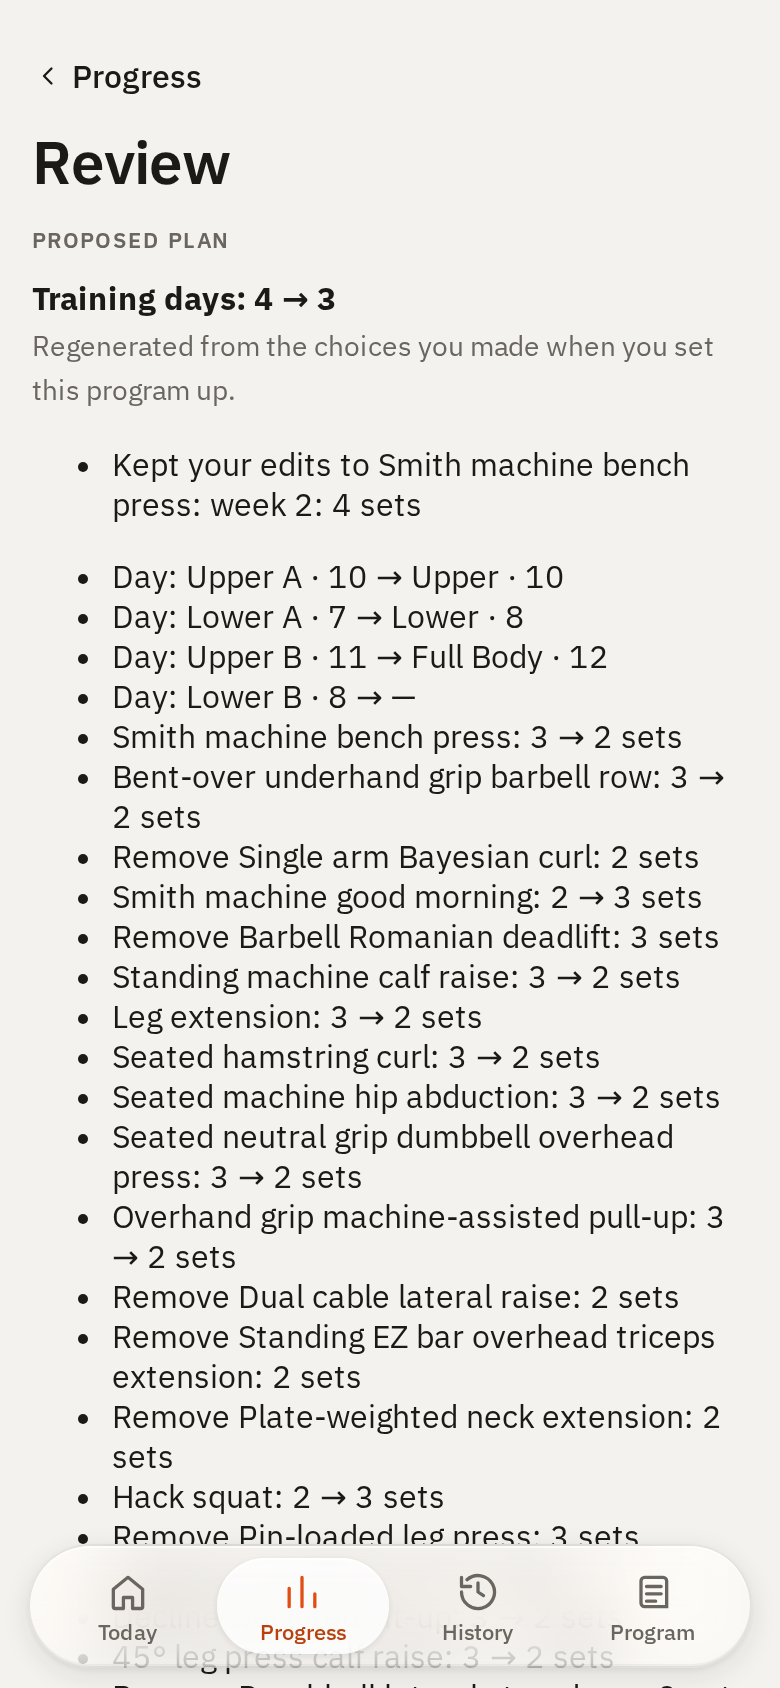 Progress
Review
PROPOSED PLAN
Training days: 4 → 3
Regenerated from the choices you made when you set
this program up.
• Kept your edits to Smith machine bench
press: week 2: 4 sets
• Day: Upper A · 10 → Upper · 10
• Day: Lower A · 7 → Lower · 8
• Day: Upper B · 11 → Full Body · 12
• Day: Lower B · 8 → —
• Smith machine bench press: 3 → 2 sets
• Bent-over underhand grip barbell row: 3 →
2 sets
• Remove Single arm Bayesian curl: 2 sets
• Smith machine good morning: 2 → 3 sets
• Remove Barbell Romanian deadlift: 3 sets
• Standing machine calf raise: 3 → 2 sets
• Leg extension: 3 → 2 sets
• Seated hamstring curl: 3 → 2 sets
• Seated machine hip abduction: 3 → 2 sets
• Seated neutral grip dumbbell overhead
press: 3 → 2 sets
• Overhand grip machine-assisted pull-up: 3
→ 2 sets
• Remove Dual cable lateral raise: 2 sets
• Remove Standing EZ bar overhead triceps
extension: 2 sets
• Remove Plate-weighted neck extension: 2
sets
• Hack squat: 2 → 3 sets
• Remove Pin-loaded leg press: 3 sets
• 45° leg press calf raise: 3 → 2 sets
Today
Progress
History
Program